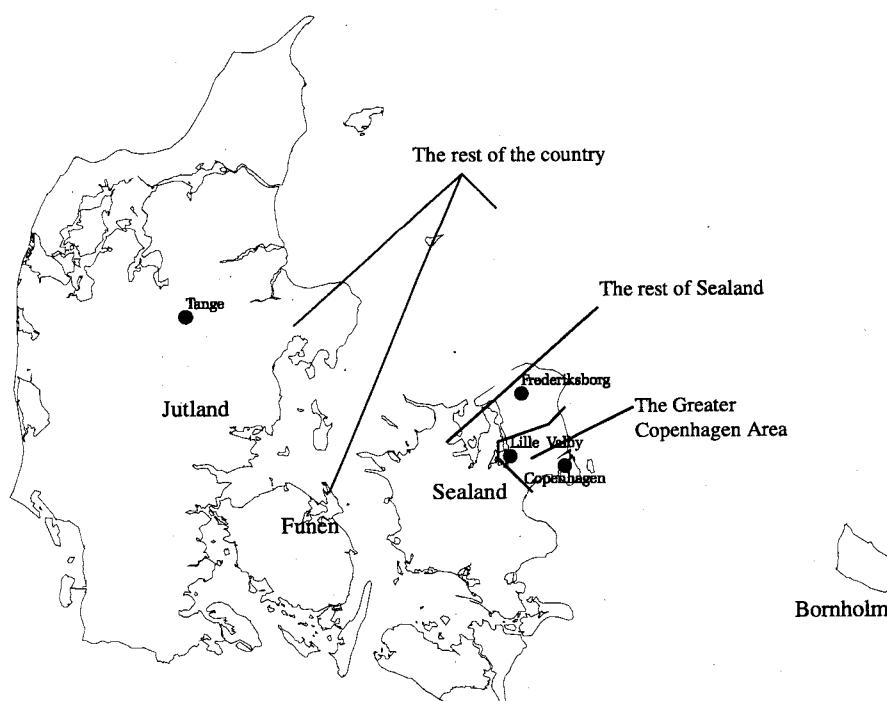 The rest of the country
The rest of Sealand
Tange
Frederiksborg
Jutland
The Greater
Copenhagen Area
Lille Valby
Copenhagen
Sealand
Funen
Bornholm